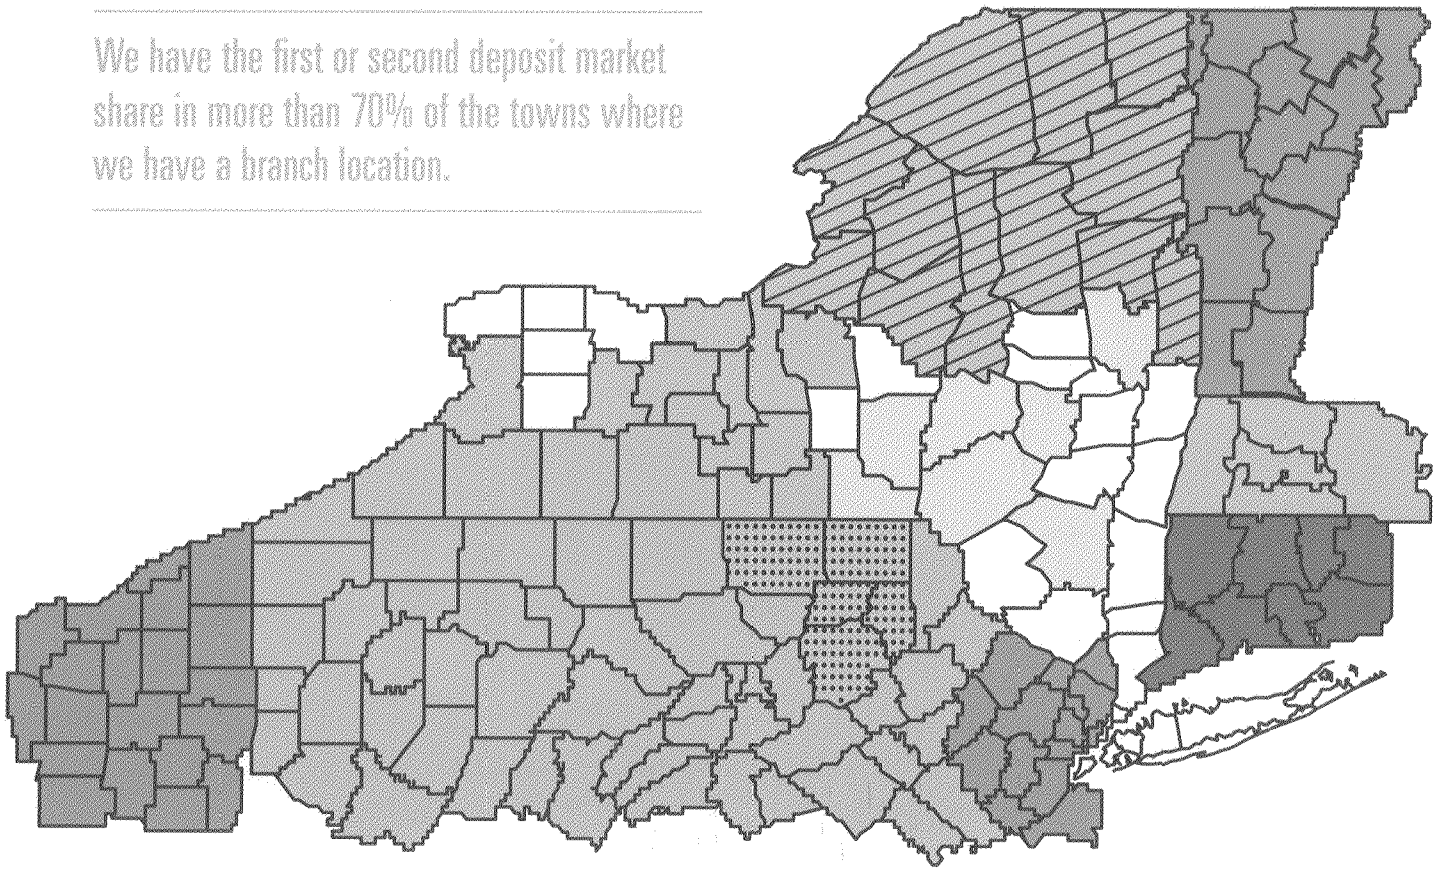 We have the first or second deposit market
share in more than 70% of the towns where
we have a branch location.